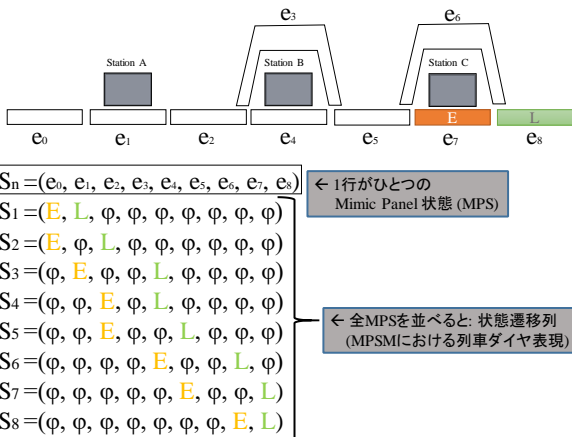 e₃
e₆
Station A
Station B
Station C
E
L
e₀
e₁
e₂
e₄
e₅
e₇
e₈
Sn =(e₀, e₁, e₂, e₃, e₄, e₅, e₆, e₇, e₈)
← 1行がひとつの
Mimic Panel 状態 (MPS)
S₁ =(E, L, φ, φ, φ, φ, φ, φ, φ)
S₂ =(E, φ, L, φ, φ, φ, φ, φ, φ)
S₃ =(φ, E, φ, φ, L, φ, φ, φ, φ)
S₄ =(φ, φ, E, φ, L, φ, φ, φ, φ)
S₅ =(φ, φ, E, φ, φ, L, φ, φ, φ)
S₆ =(φ, φ, φ, φ, E, φ, φ, L, φ)
S₇ =(φ, φ, φ, φ, φ, E, φ, φ, L)
S₈ =(φ, φ, φ, φ, φ, φ, φ, E, L)
← 全MPSを並べると: 状態遷移列
(MPSMにおける列車ダイヤ表現)